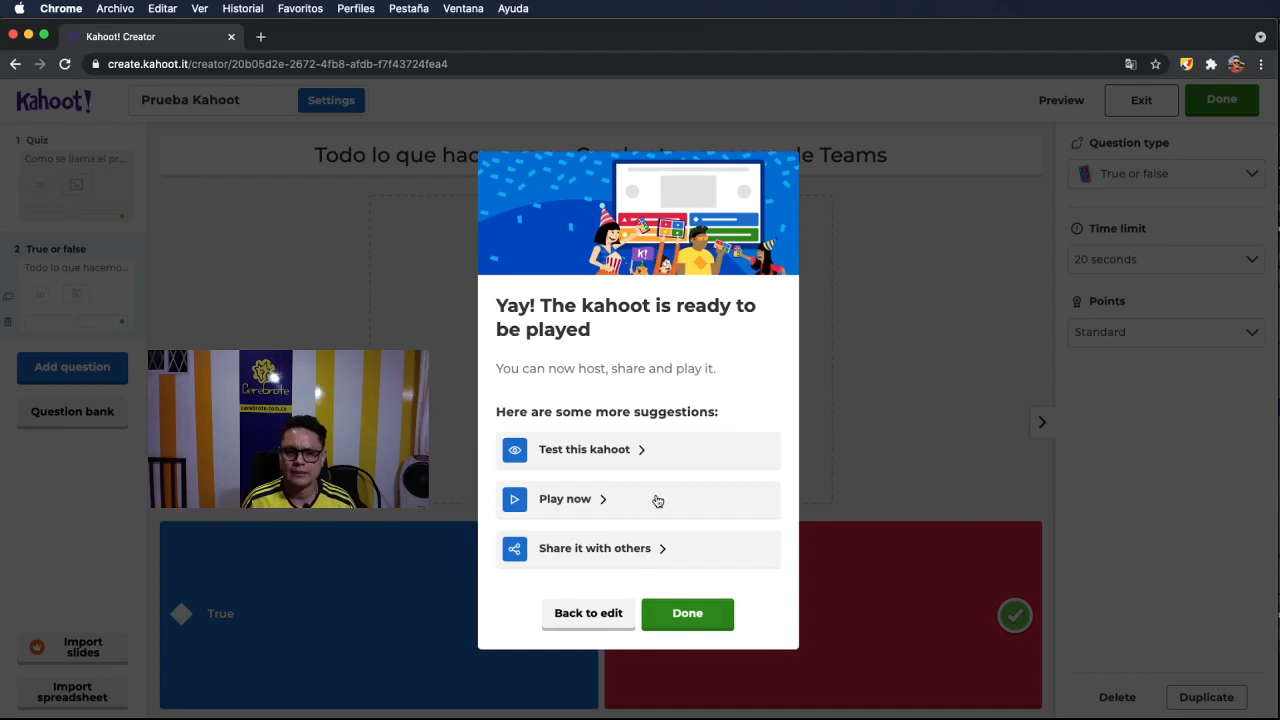 Chrome Archivo Editar Ver Historial Favoritos Perfiles Pestaña Ventana Ayuda
Kahoot! Creator
create.kahoot.it/creator/20b05d2e-2672-4fb8-afdb-f7f43724fea4
Kahoot!
Prueba Kahoot
Settings
Preview
Exit
Done
1 Quiz
Como se llama el pr...
20
2 True or false
Todo lo que hacemo...
Add question
Question bank
Import slides
Import spreadsheet
Todo lo que hac
Teams
Cerebrote
cerebrote.com.co
K!
Yay! The kahoot is ready to
be played
You can now host, share and play it.
Here are some more suggestions:
Test this kahoot
Play now
Share it with others
Back to edit
Done
True
Question type
True or false
Time limit
20 seconds
Points
Standard
Delete
Duplicate